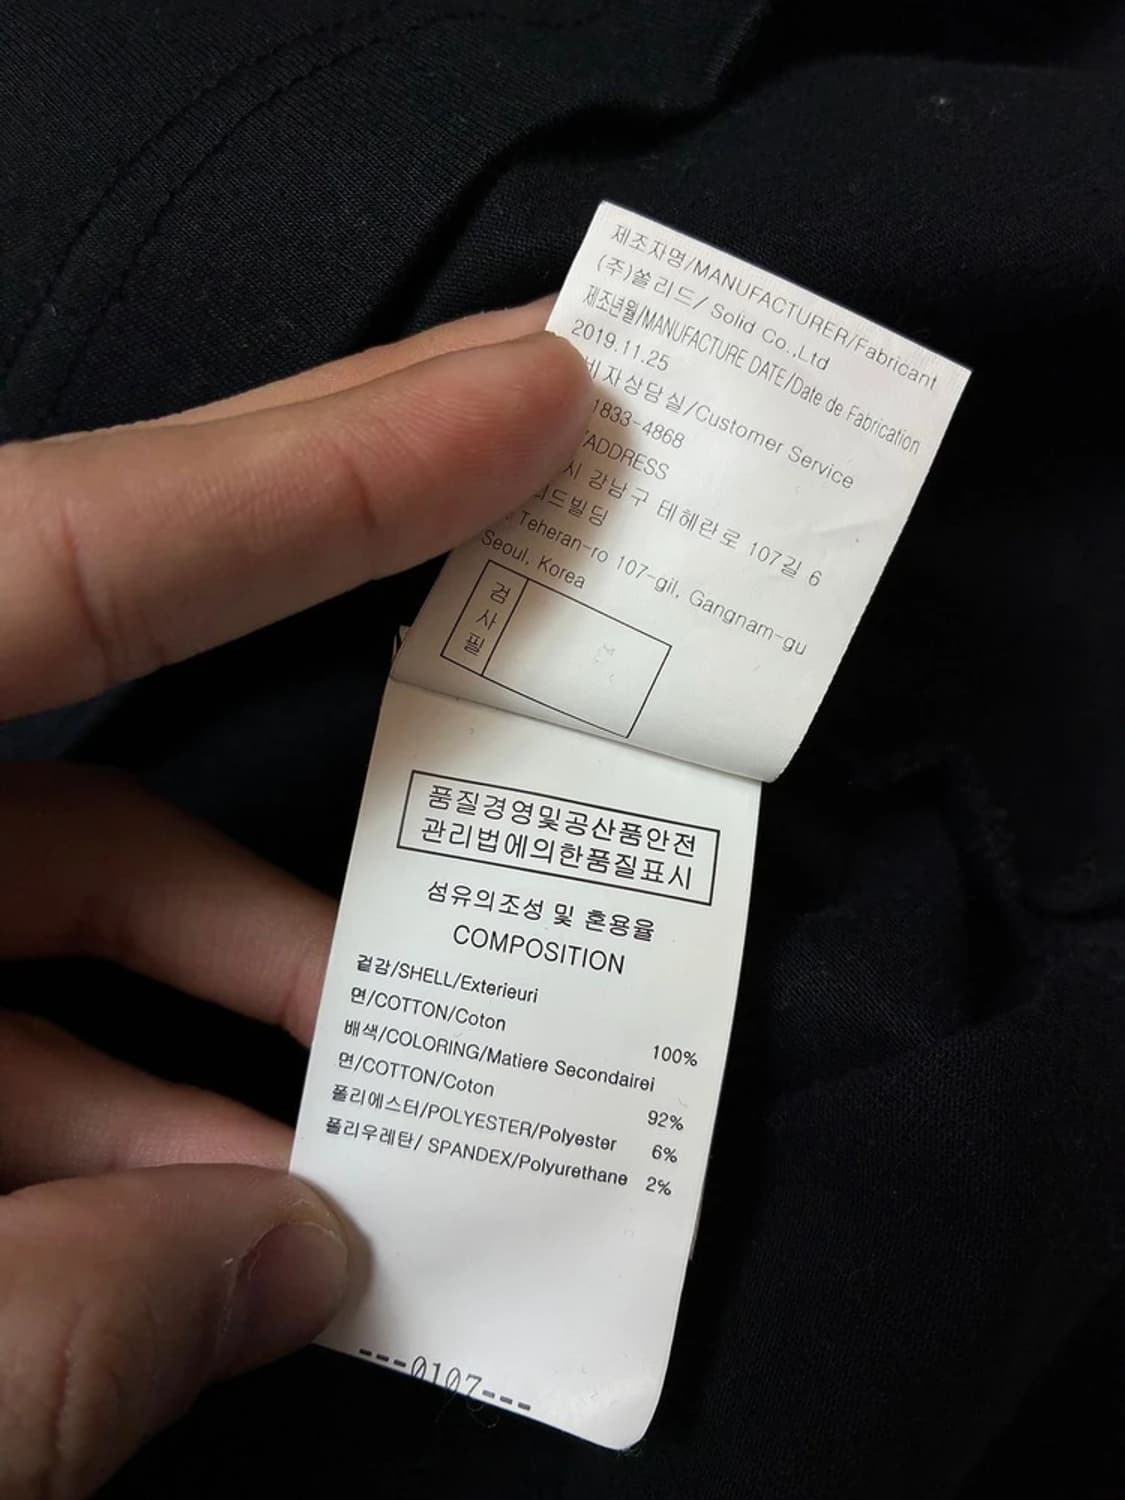 제조자명/MANUFACTURER/Fabricant
(주)쏠리드/ Solid Co.,Ltd
제조년월/MANUFACTURE DATE/Date de Fabrication
2019.11.25
비자상담실/Customer Service
1833-4868
/ADDRESS
시 강남구 테헤란로 107길 6
리드빌딩
Teheran-ro 107-gil, Gangnam-gu
Seoul, Korea
검사필
품질경영및공산품안전
관리법에의한품질표시
섬유의조성 및 혼용율
COMPOSITION
겉감/SHELL/Exterieuri
면/COTTON/Coton 100%
배색/COLORING/Matiere Secondairei
면/COTTON/Coton 92%
폴리에스터/POLYESTER/Polyester 6%
폴리우레탄/ SPANDEX/Polyurethane 2%
---0107---